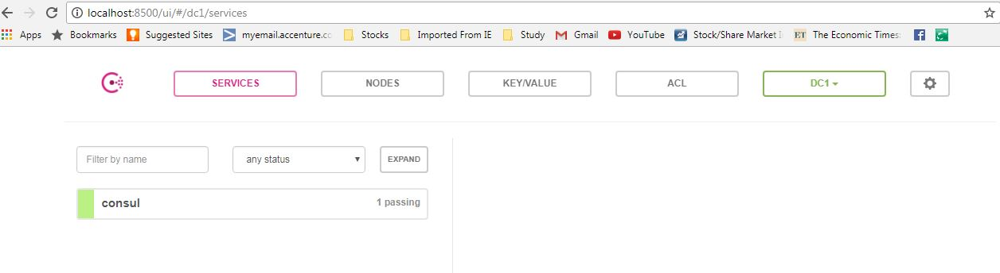 localhost:8500/ui/#/dc1/services
Apps Bookmarks Suggested Sites myemail.accenture.co Stocks Imported From IE Study Gmail YouTube Stock/Share Market I ET The Economic Times:
SERVICES NODES KEY/VALUE ACL DC1
Filter by name any status EXPAND
consul 1 passing